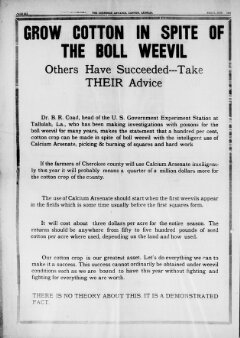 THE CHEROKEE ADVANCE, CANTON, GEORGIA
GROW COTTON IN SPITE OF
THE BOLL WEEVIL
Others Have Succeeded—Take
THEIR Advice
Dr. B. R. Coad, head of the U. S. Government Experiment Station at
Tallulah, La., who has been making investigations with poisons for the
boll weevil for many years, makes the statement that a hundred per cent,
cotton crop can be made in spite of boll weevil with the intelligent use of
Calcium Arsenate, picking & burning of squares and hard work
If the farmers of Cherokee county will use Calcium Arsenate intelligent-
ly this year it will probably means a quarter of a million dollars more for
the cotton crop of the county.
The use of Calcium Arsenate should start when the first weevils appear
in the fields which is some time usually before the first squares form.
It will cost about three dollars per acre for the entire season. The
returns should be anywhere from fifty to five hundred pounds of seed
cotton per acre where used, depending on the land and how used.
Our cotton crop is our greatest asset. Let's do everything we can to
make it a success. This success cannot ordinarily be obtained under weevil
conditions such as we are bound to have this year without fighting and
fighting for everything we are worth.
THERE IS NO THEORY ABOUT THIS IT IS A DEMONSTRATED
FACT.